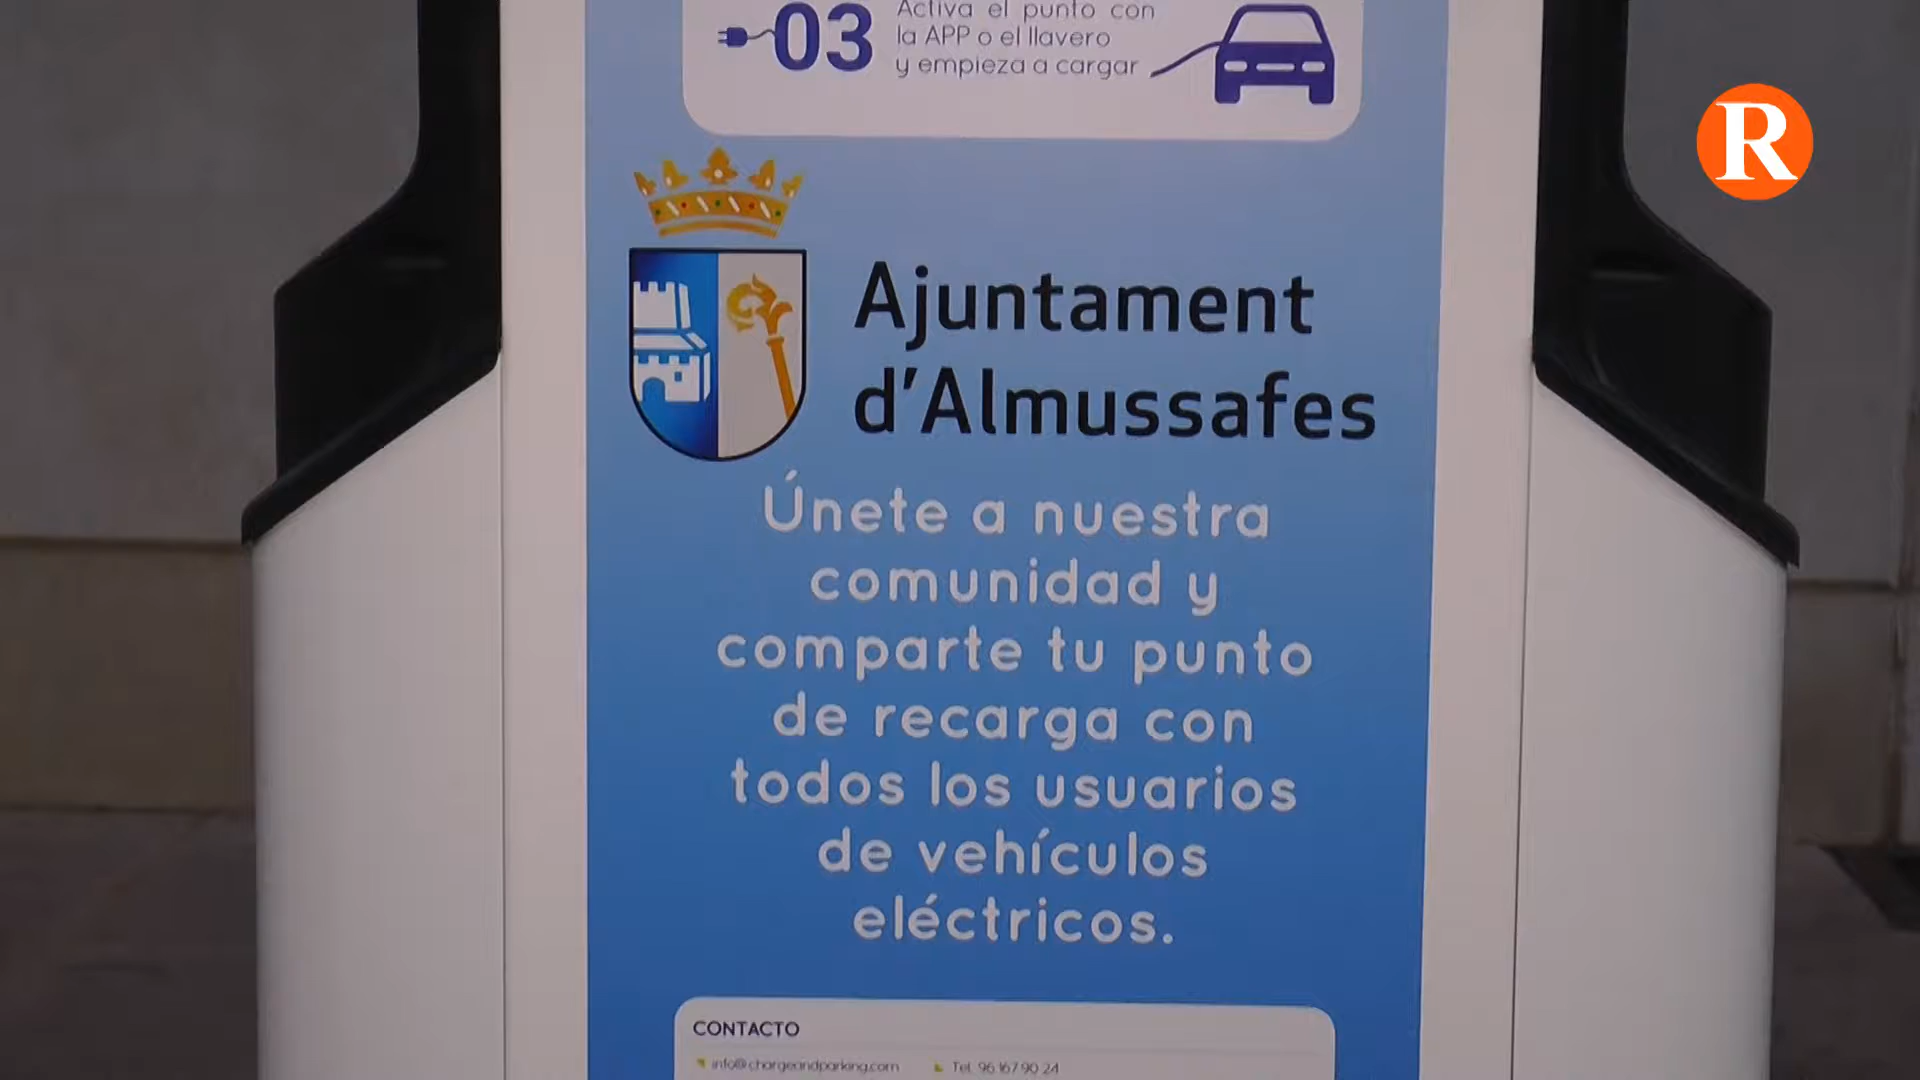 03
Activa el punto con
la APP o el llavero
y empieza a cargar
R
Ajuntament
d'Almussafes
Únete a nuestra
comunidad y
comparte tu punto
de recarga con
todos los usuarios
de vehículos
eléctricos.
CONTACTO
info@chargeandparking.com
Tel. 96 167 90 24